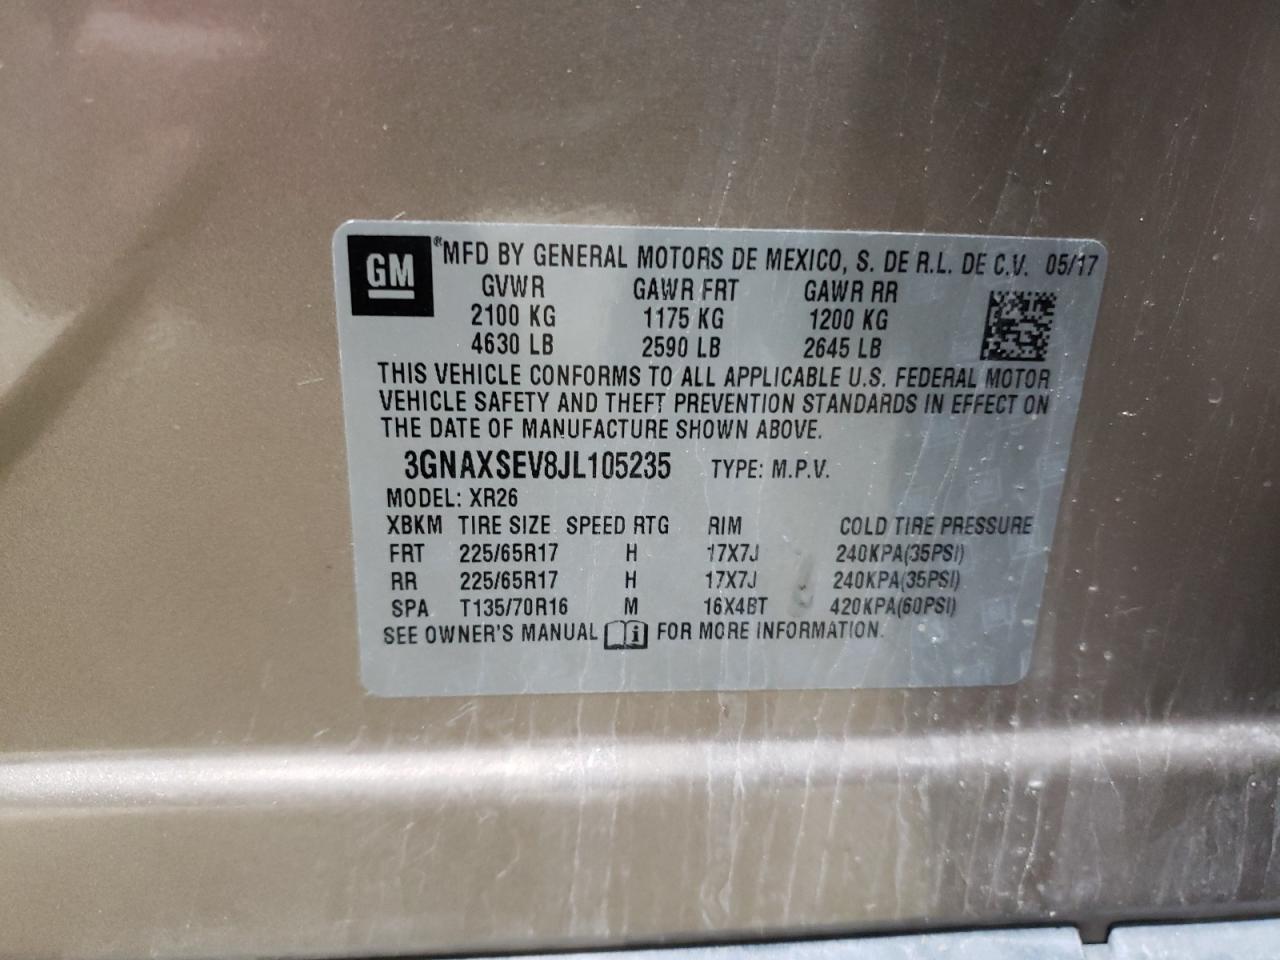 GM ® MFD BY GENERAL MOTORS DE MEXICO, S. DE R.L. DE C.V. 05/17
GVWR GAWR FRT GAWR RR
2100 KG 1175 KG 1200 KG
4630 LB 2590 LB 2645 LB
THIS VEHICLE CONFORMS TO ALL APPLICABLE U.S. FEDERAL MOTOR
VEHICLE SAFETY AND THEFT PREVENTION STANDARDS IN EFFECT ON
THE DATE OF MANUFACTURE SHOWN ABOVE.
3GNAXSEV8JL105235 TYPE: M.P.V.
MODEL: XR26
XBKM TIRE SIZE SPEED RTG RIM COLD TIRE PRESSURE
FRT 225/65R17 H 17X7J 240KPA(35PSI)
RR 225/65R17 H 17X7J 240KPA(35PSI)
SPA T135/70R16 M 16X4BT 420KPA(60PSI)
SEE OWNER'S MANUAL i FOR MORE INFORMATION.